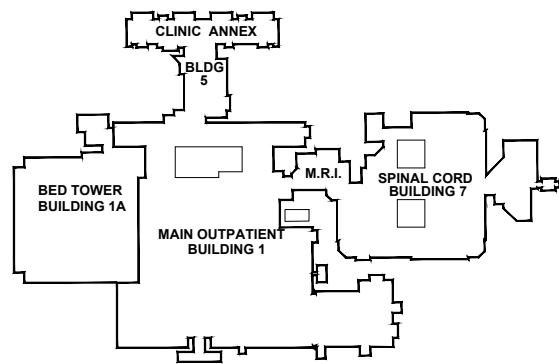 CLINIC ANNEX
BLDG
5
M.R.I.
SPINAL CORD
BUILDING 7
BED TOWER
BUILDING 1A
MAIN OUTPATIENT
BUILDING 1